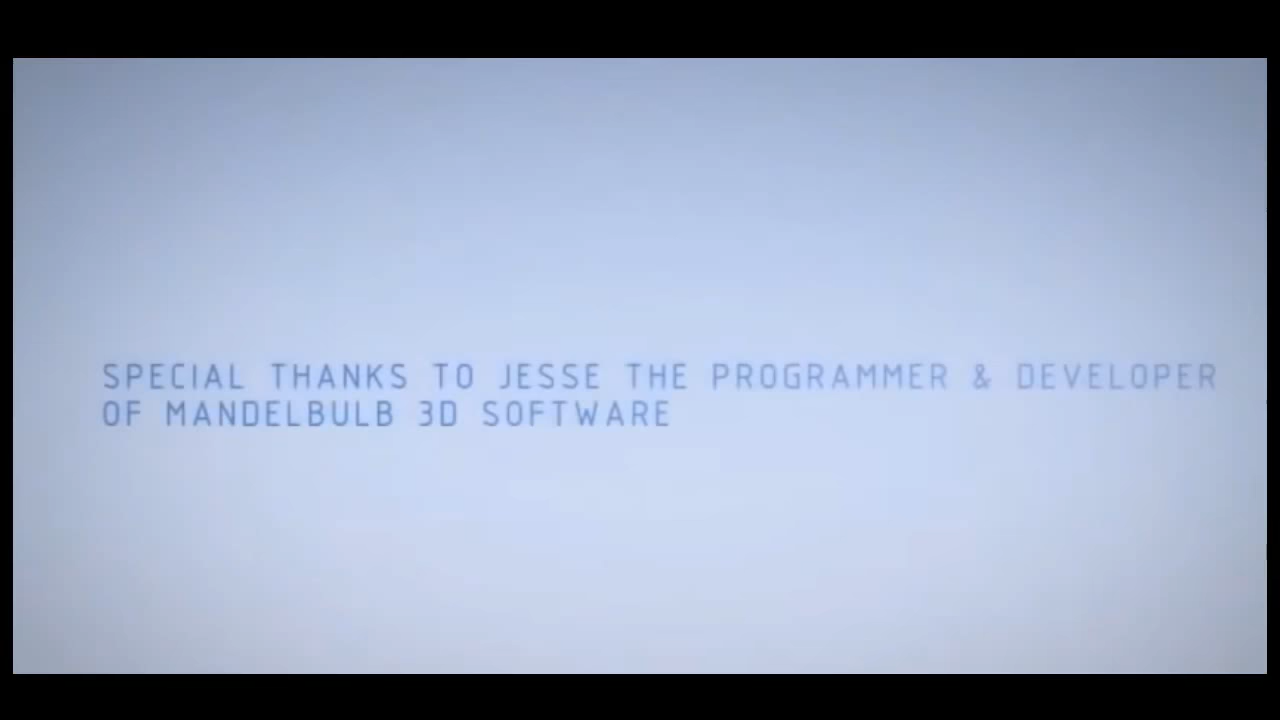 SPECIAL THANKS TO JESSE THE PROGRAMMER & DEVELOPER
OF MANDELBULB 3D SOFTWARE